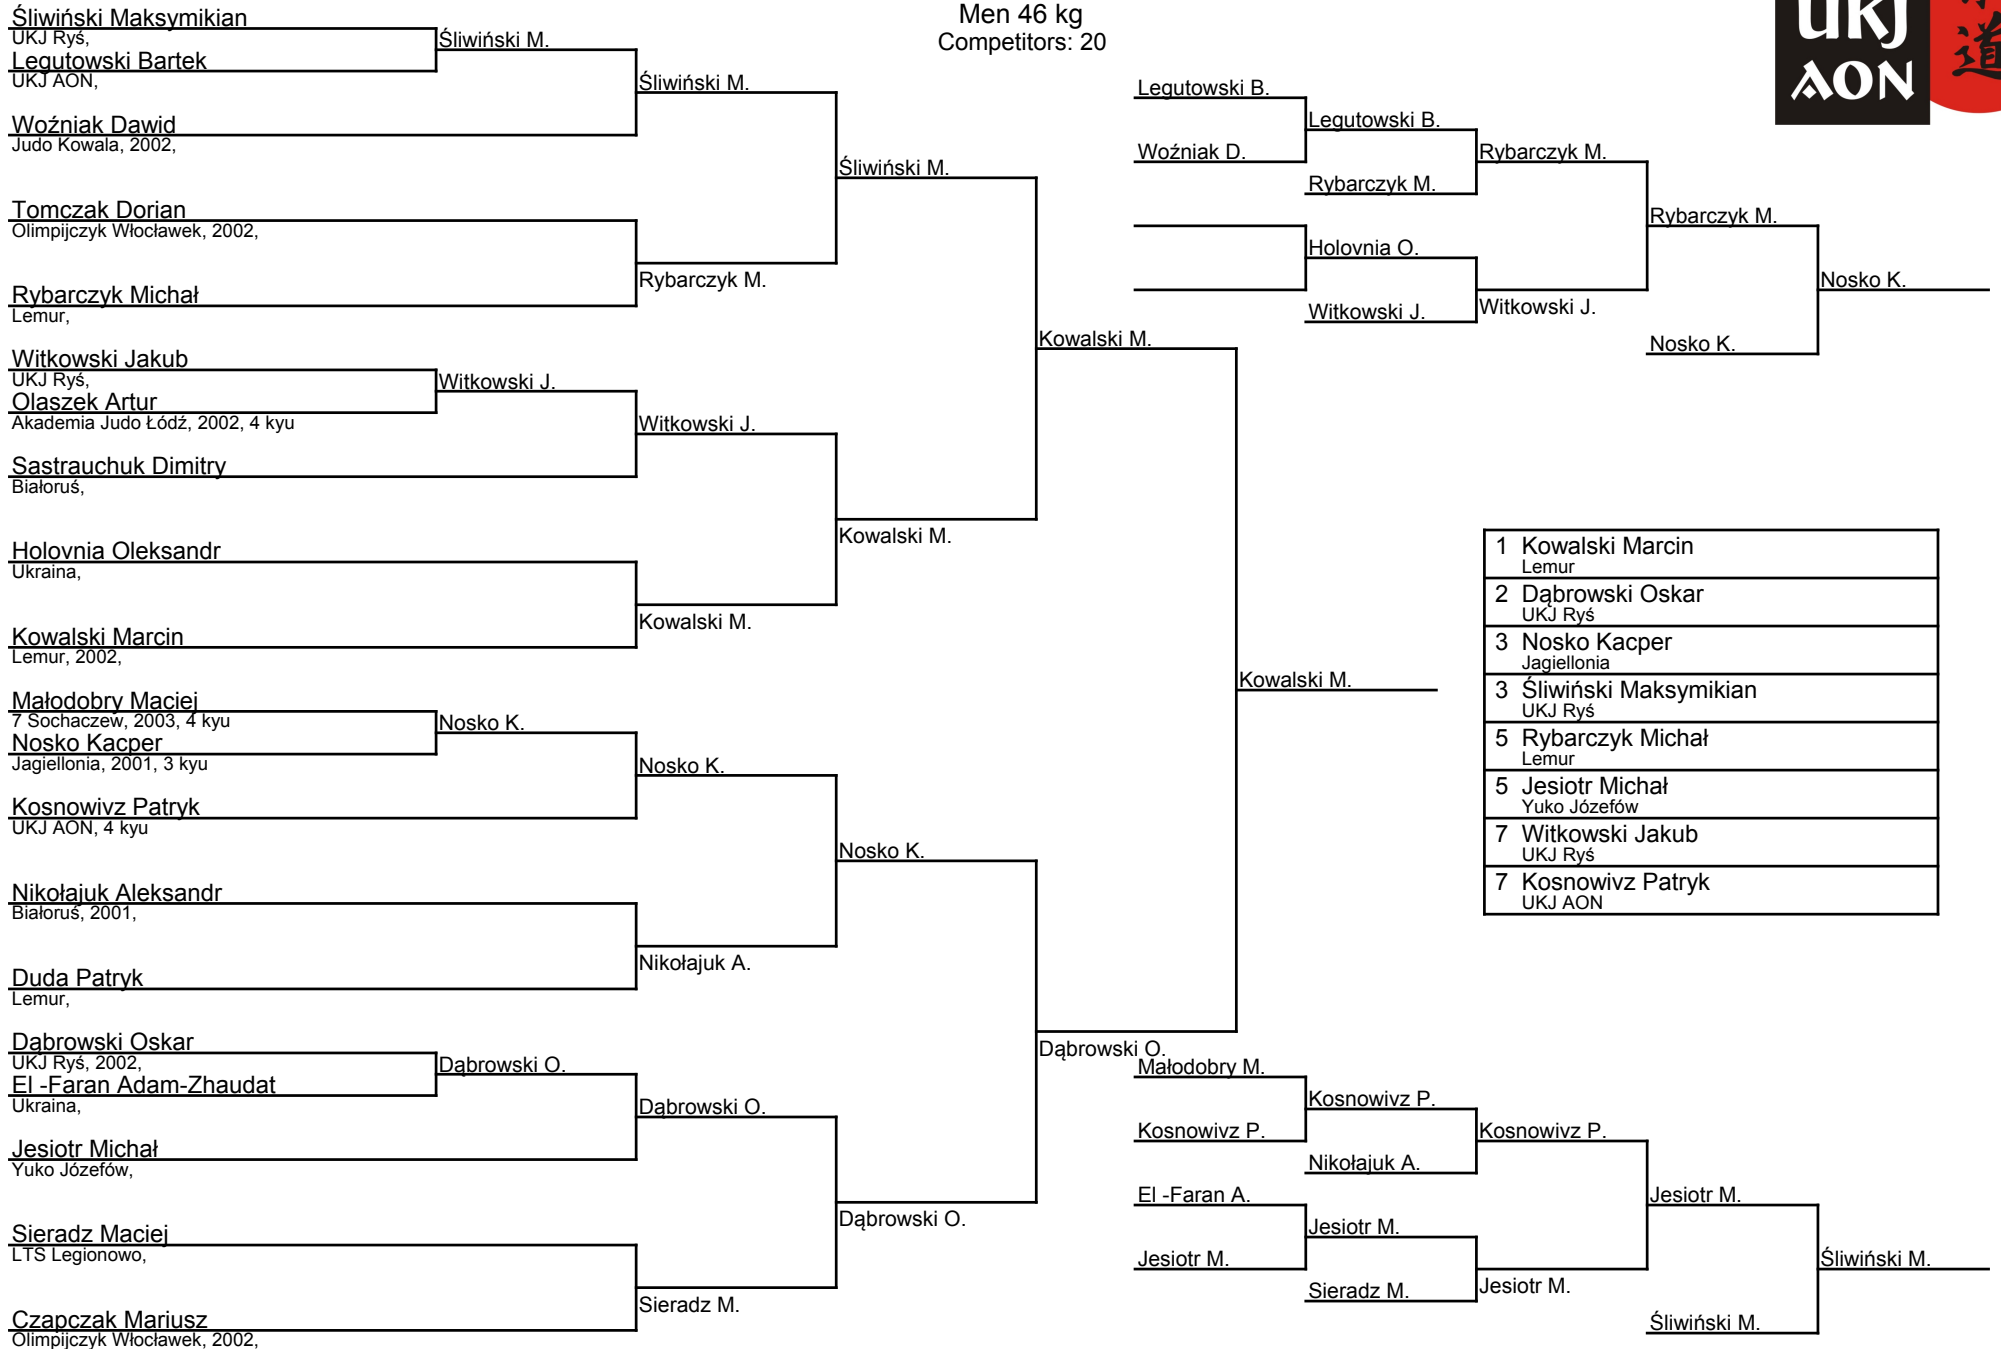 Men 46 kg
Competitors: 20
UKJ
AON
道
Śliwiński Maksymikian
UKJ Ryś,
Legutowski Bartek
UKJ AON,
Woźniak Dawid
Judo Kowala, 2002,
Tomczak Dorian
Olimpijczyk Włocławek, 2002,
Rybarczyk Michał
Lemur,
Witkowski Jakub
UKJ Ryś,
Olaszek Artur
Akademia Judo Łódź, 2002, 4 kyu
Sastrauchuk Dimitry
Białoruś,
Holovnia Oleksandr
Ukraina,
Kowalski Marcin
Lemur, 2002,
Małodobry Maciej
7 Sochaczew, 2003, 4 kyu
Nosko Kacper
Jagiellonia, 2001, 3 kyu
Kosnowivz Patryk
UKJ AON, 4 kyu
Nikołajuk Aleksandr
Białoruś, 2001,
Duda Patryk
Lemur,
Dąbrowski Oskar
UKJ Ryś, 2002,
El -Faran Adam-Zhaudat
Ukraina,
Jesiotr Michał
Yuko Józefów,
Sieradz Maciej
LTS Legionowo,
Czapczak Mariusz
Olimpijczyk Włocławek, 2002,
Śliwiński M.
Witkowski J.
Nosko K.
Dąbrowski O.
Śliwiński M.
Rybarczyk M.
Witkowski J.
Kowalski M.
Nosko K.
Nikołajuk A.
Dąbrowski O.
Sieradz M.
Śliwiński M.
Kowalski M.
Nosko K.
Dąbrowski O.
Kowalski M.
Dąbrowski O.
Kowalski M.
Legutowski B.
Woźniak D.
Legutowski B.
Rybarczyk M.
Holovnia O.
Witkowski J.
Rybarczyk M.
Witkowski J.
Rybarczyk M.
Nosko K.
Nosko K.
1 Kowalski Marcin
Lemur
2 Dąbrowski Oskar
UKJ Ryś
3 Nosko Kacper
Jagiellonia
3 Śliwiński Maksymikian
UKJ Ryś
5 Rybarczyk Michał
Lemur
5 Jesiotr Michał
Yuko Józefów
7 Witkowski Jakub
UKJ Ryś
7 Kosnowivz Patryk
UKJ AON
Małodobry M.
Kosnowivz P.
El -Faran A.
Jesiotr M.
Kosnowivz P.
Nikołajuk A.
Jesiotr M.
Sieradz M.
Kosnowivz P.
Jesiotr M.
Jesiotr M.
Śliwiński M.
Śliwiński M.